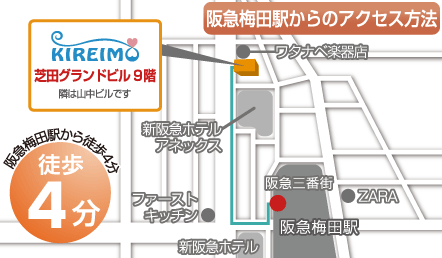 阪急梅田駅からのアクセス方法
KIREIMO
芝田グランドビル 9階
隣は山中ビルです
ワタナベ楽器店
新阪急ホテル
アネックス
阪急梅田駅から徒歩4分
徒歩
4分
ファースト
キッチン
阪急三番街
ZARA
阪急梅田駅
新阪急ホテル